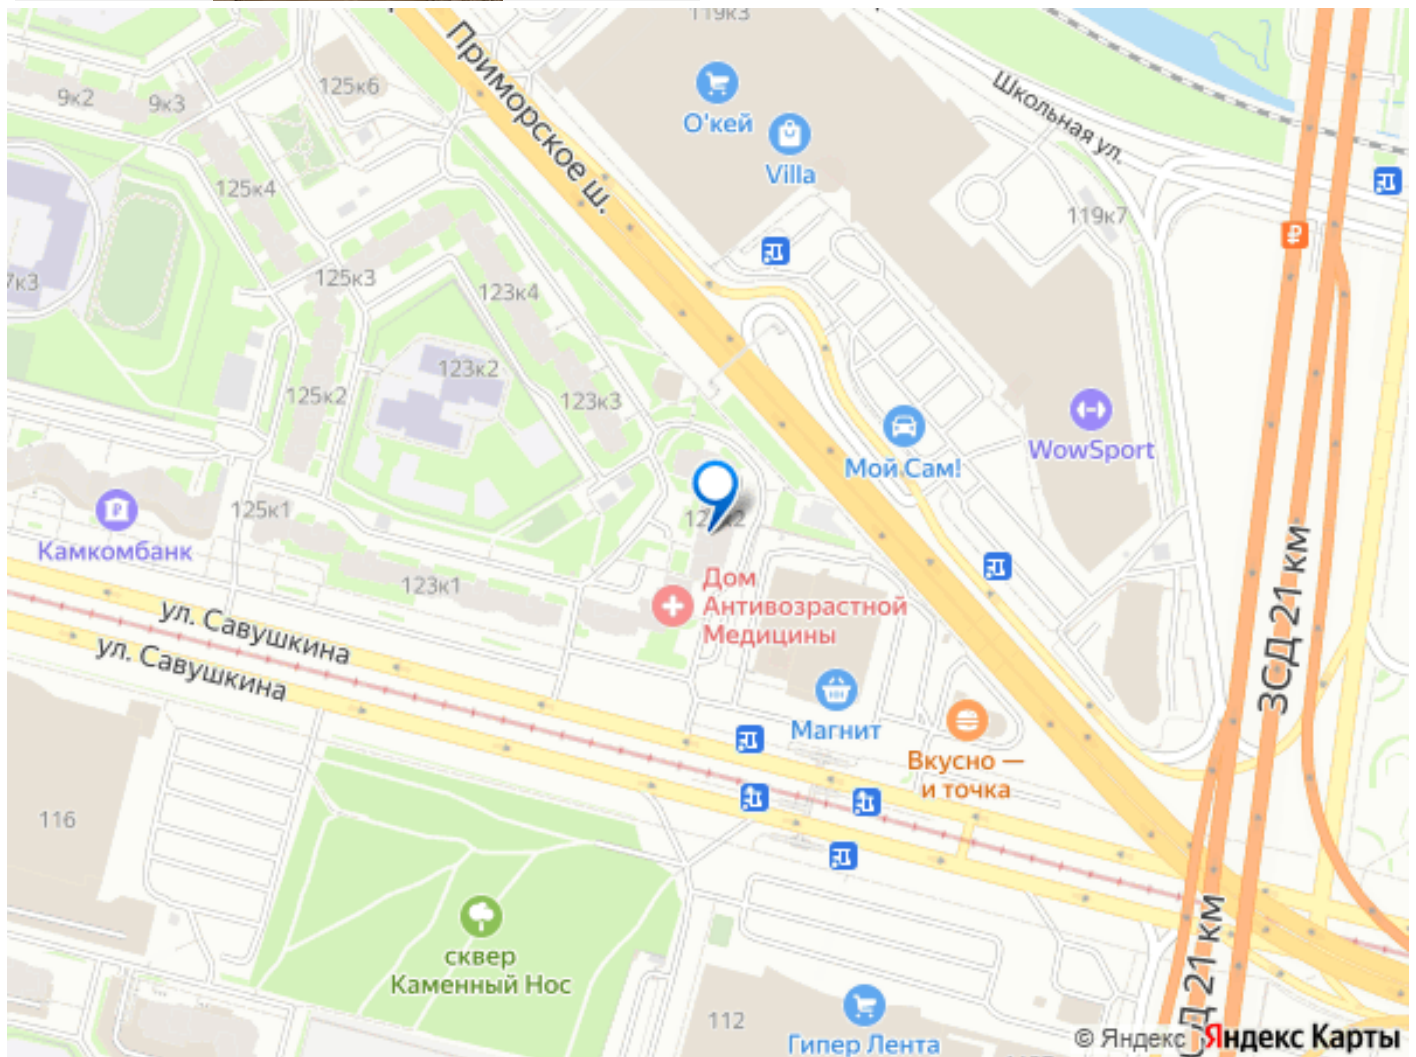 119к3
Приморское ш.
125к6
9к2
9к3
О'кей
Школьная ул.
Villa
125к4
119к7
125к3
123к4
123к2
125к2
123к3
WowSport
Мой Сам!
125к1
Камкомбанк
123к1
Дом
Антивозрастной
Медицины
ул. Савушкина
ул. Савушкина
ЗСД 21 км
Магнит
Вкусно —
и точка
116
сквер
Каменный Нос
21 км
112
Гипер Лента
© Яндекс
Яндекс Карты